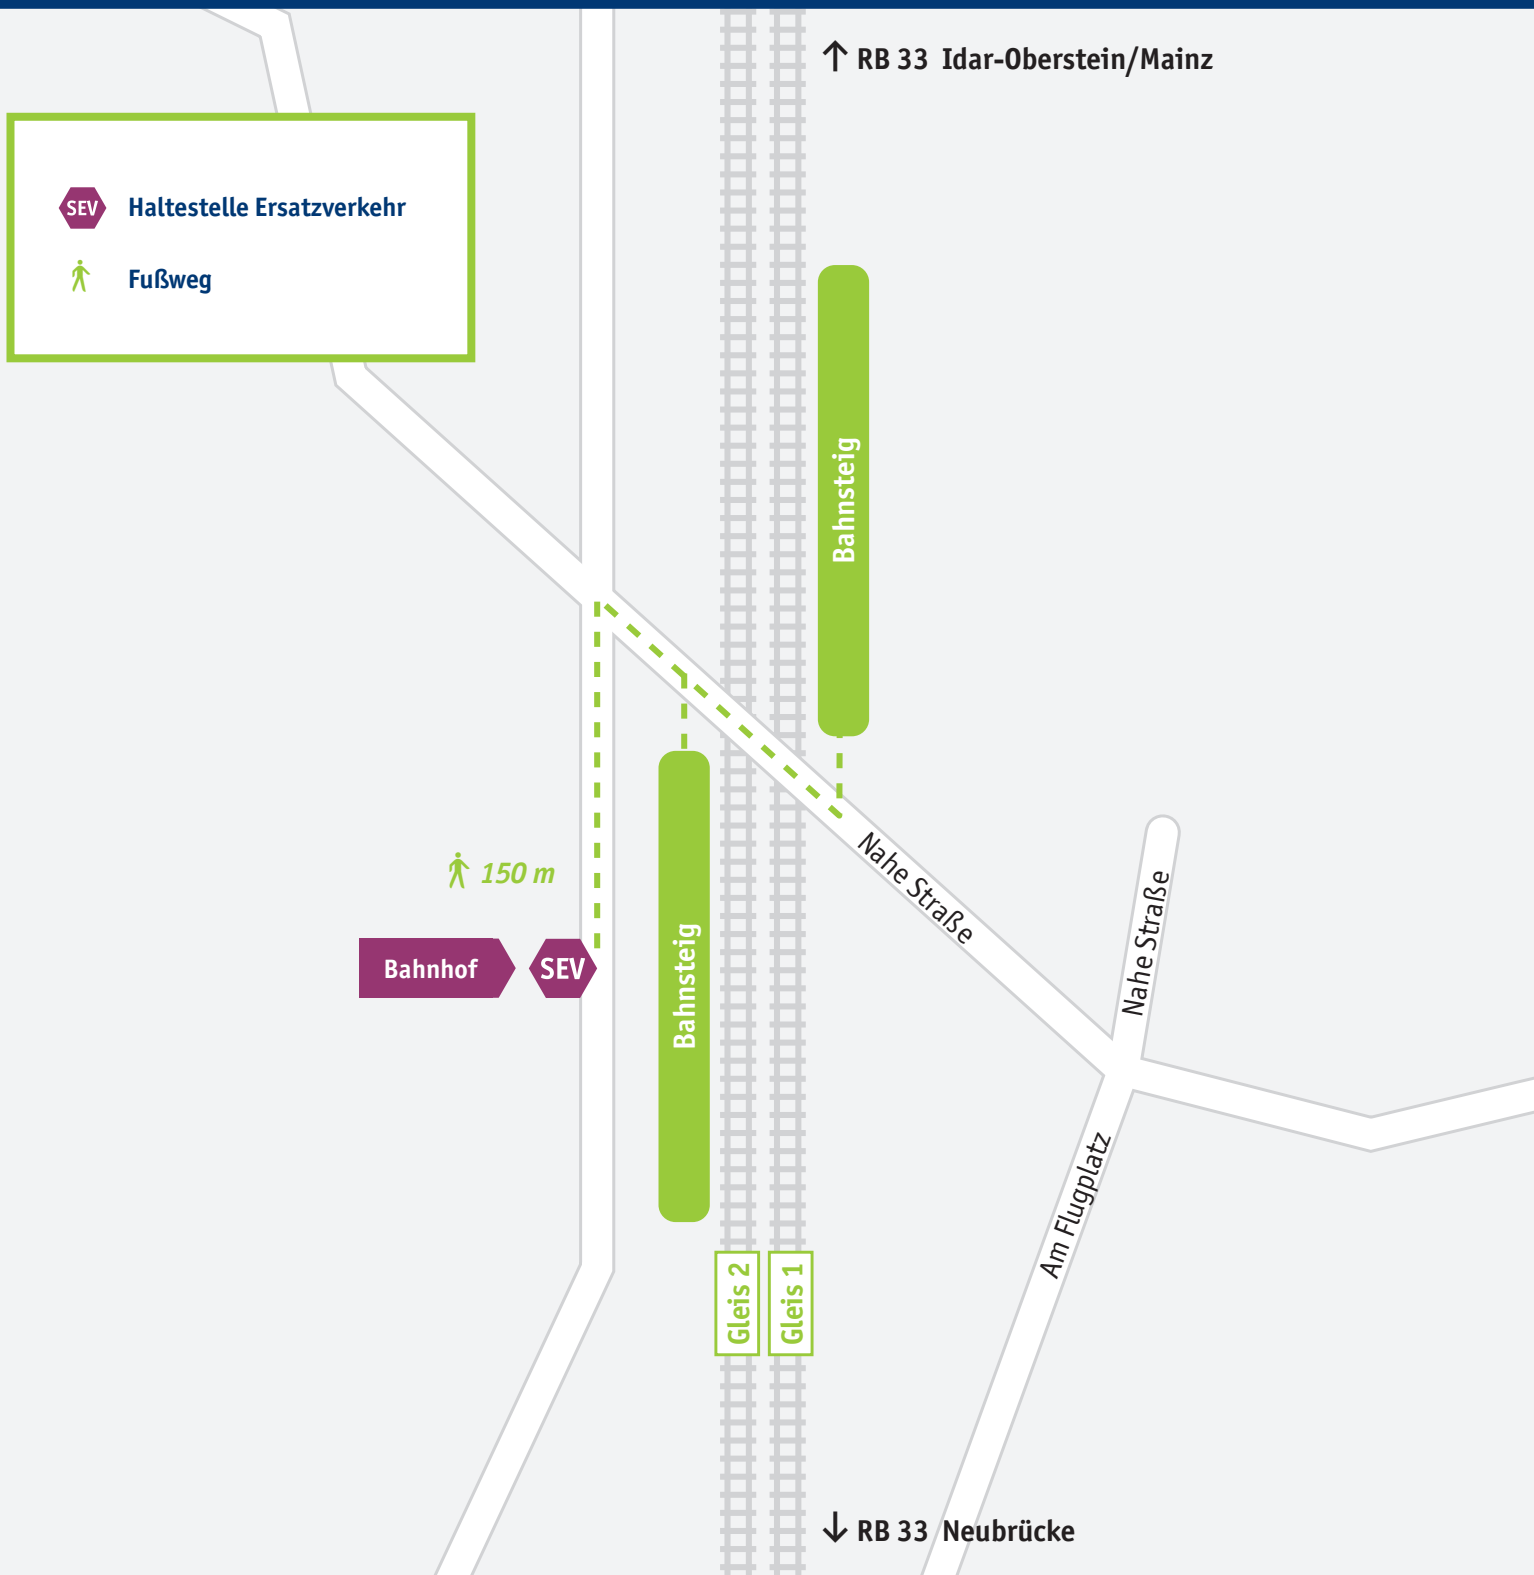 ↑ RB 33 Idar-Oberstein/Mainz
SEV Haltestelle Ersatzverkehr
Fußweg
Bahnsteig
Nahe Straße
Nahe Straße
150 m
Bahnhof SEV
Bahnsteig
Am Flugplatz
Gleis 2
Gleis 1
↓ RB 33 Neubrücke